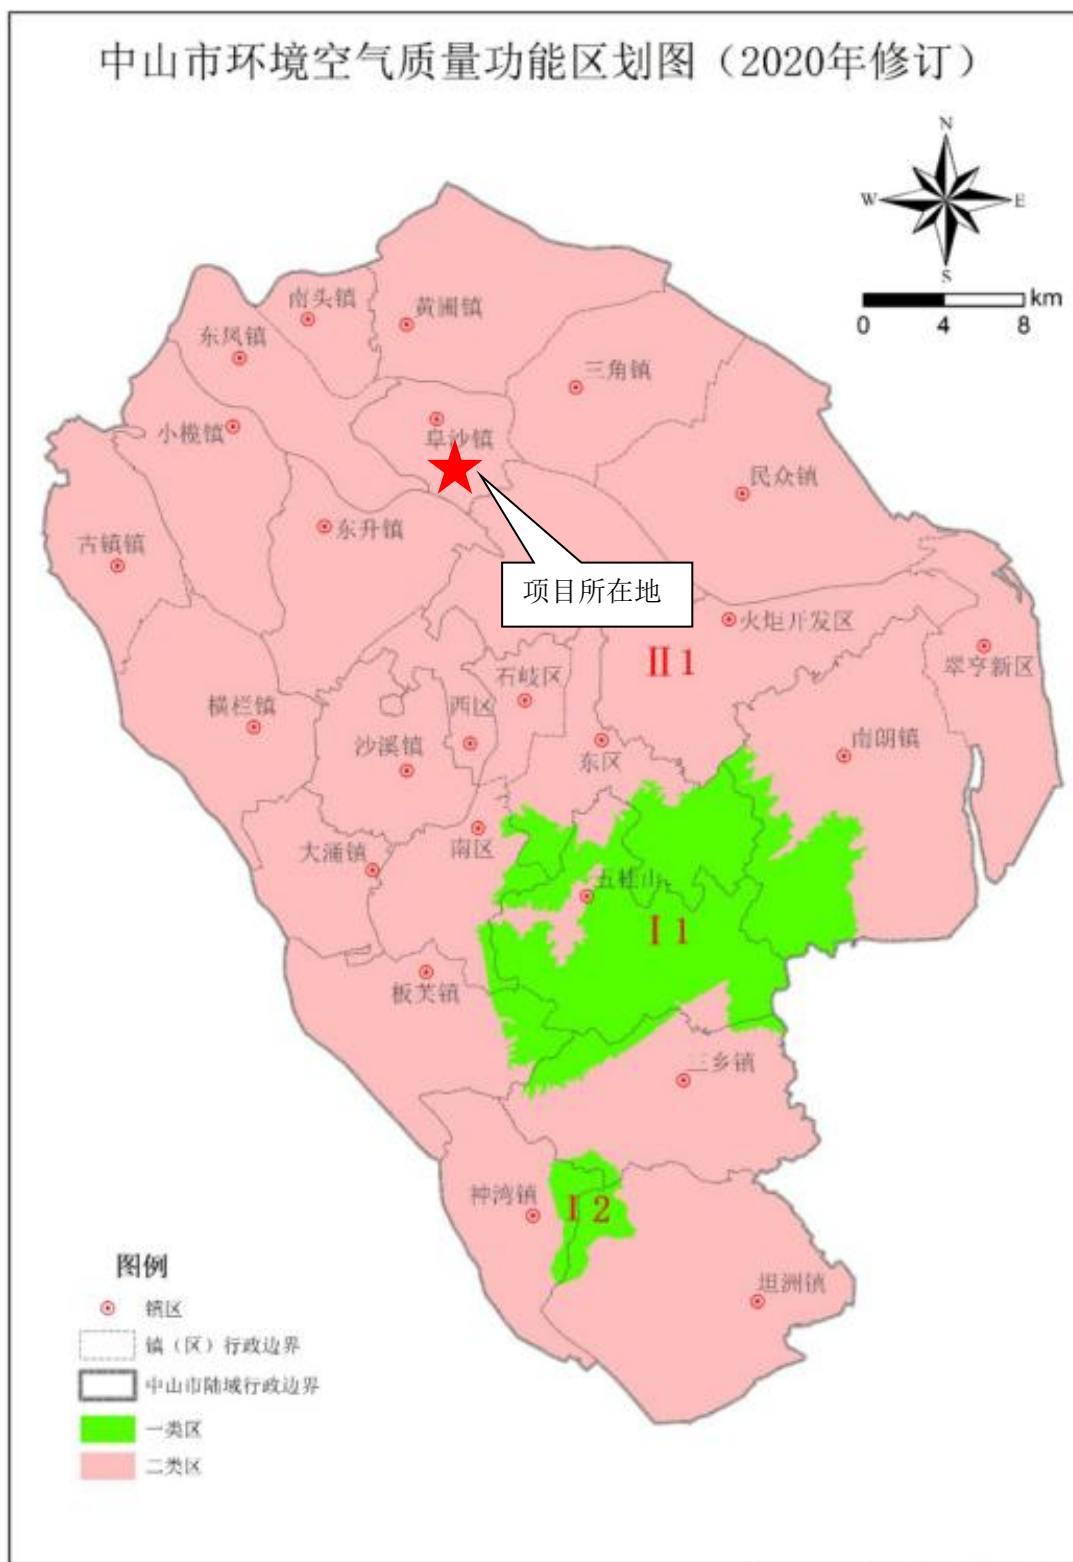 中山市环境空气质量功能区划图（2020年修订）
N
W
E
S
km
0
4
8
南头镇
黄圃镇
东凤镇
三角镇
小榄镇
阜沙镇
民众镇
东升镇
古镇镇
项目所在地
火炬开发区
翠亨新区
II 1
石岐区
西区
横栏镇
沙溪镇
东区
南朗镇
南区
大涌镇
五桂山
I 1
板芙镇
三乡镇
神湾镇
I 2
坦洲镇
图例
镇区
镇（区）行政边界
中山市陆域行政边界
一类区
二类区